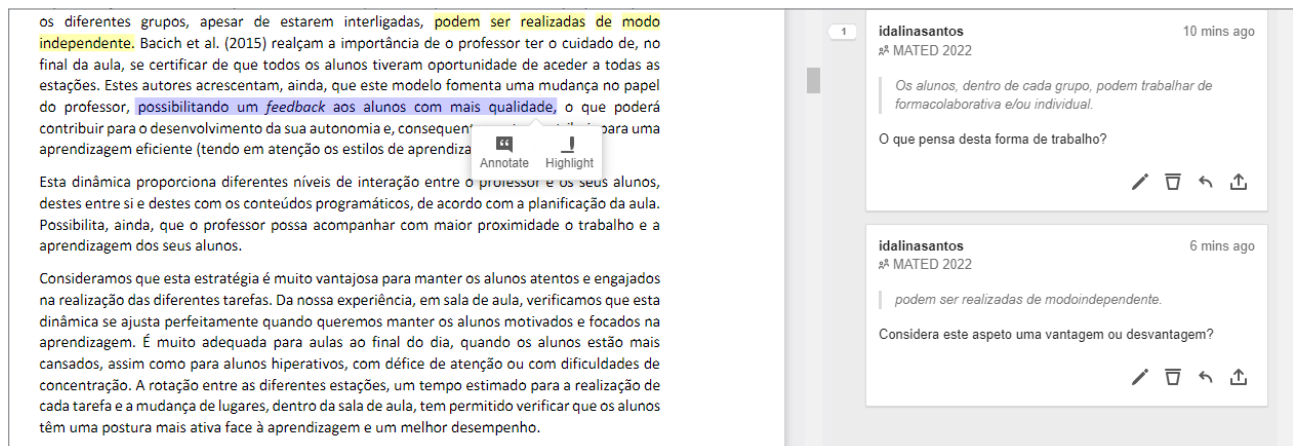 os diferentes grupos, apesar de estarem interligadas, podem ser realizadas de modo
independente. Bacich et al. (2015) realçam a importância de o professor ter o cuidado de, no
final da aula, se certificar de que todos os alunos tiveram oportunidade de aceder a todas as
estações. Estes autores acrescentam, ainda, que este modelo fomenta uma mudança no papel
do professor, possibilitando um feedback aos alunos com mais qualidade, o que poderá
contribuir para o desenvolvimento da sua autonomia e, para uma
aprendizagem eficiente (tendo em atenção os estilos de
Annotate Highlight
Esta dinâmica proporciona diferentes níveis de interação entre o professor e os seus alunos,
destes entre si e destes com os conteúdos programáticos, de acordo com a planificação da aula.
Possibilita, ainda, que o professor possa acompanhar com maior proximidade o trabalho e a
aprendizagem dos seus alunos.
Consideramos que esta estratégia é muito vantajosa para manter os alunos atentos e engajados
na realização das diferentes tarefas. Da nossa experiência, em sala de aula, verificamos que esta
dinâmica se ajusta perfeitamente quando queremos manter os alunos motivados e focados na
aprendizagem. É muito adequada para aulas ao final do dia, quando os alunos estão mais
cansados, assim como para alunos hiperativos, com défice de atenção ou com dificuldades de
concentração. A rotação entre as diferentes estações, um tempo estimado para a realização de
cada tarefa e a mudança de lugares, dentro da sala de aula, tem permitido verificar que os alunos
têm uma postura mais ativa face à aprendizagem e um melhor desempenho.
1
idalinasantos 10 mins ago
MATED 2022
Os alunos, dentro de cada grupo, podem trabalhar de
formacolaborativa e/ou individual.
O que pensa desta forma de trabalho?
idalinasantos 6 mins ago
MATED 2022
podem ser realizadas de modoindependente.
Considera este aspeto uma vantagem ou desvantagem?